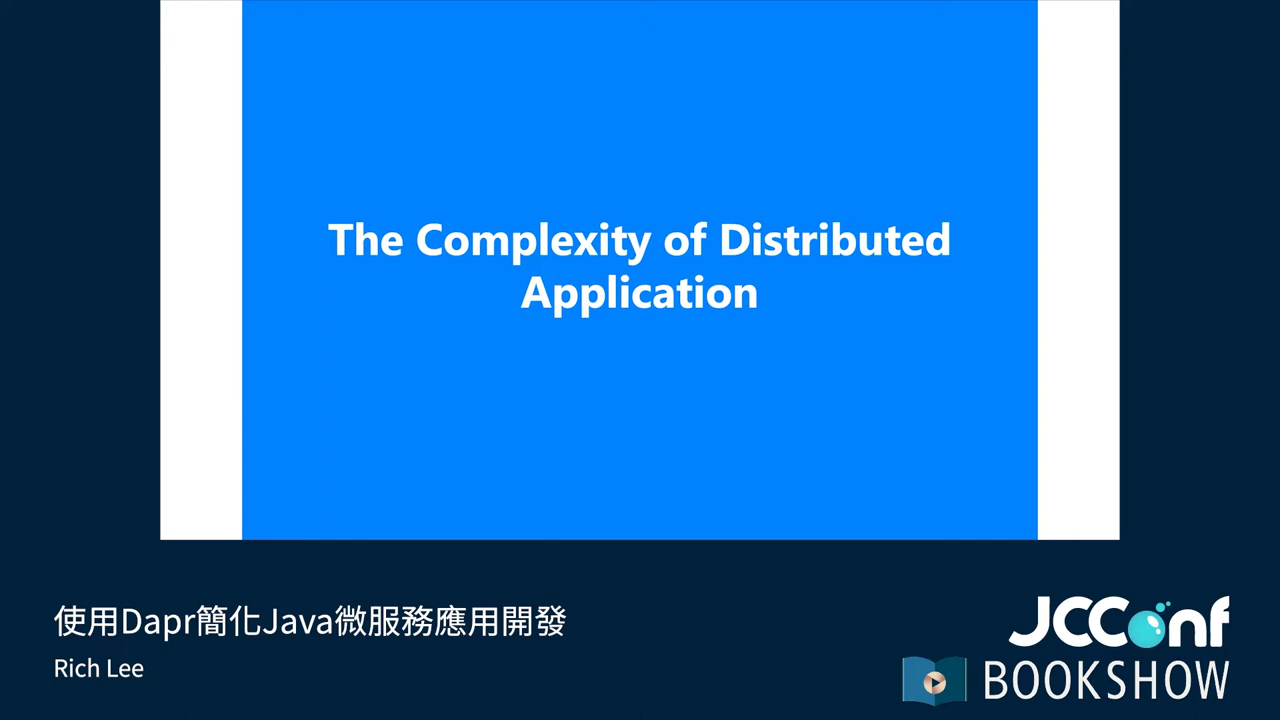 The Complexity of Distributed
Application
使用Dapr簡化Java微服務應用開發
Rich Lee
JCConf
BOOKSHOW